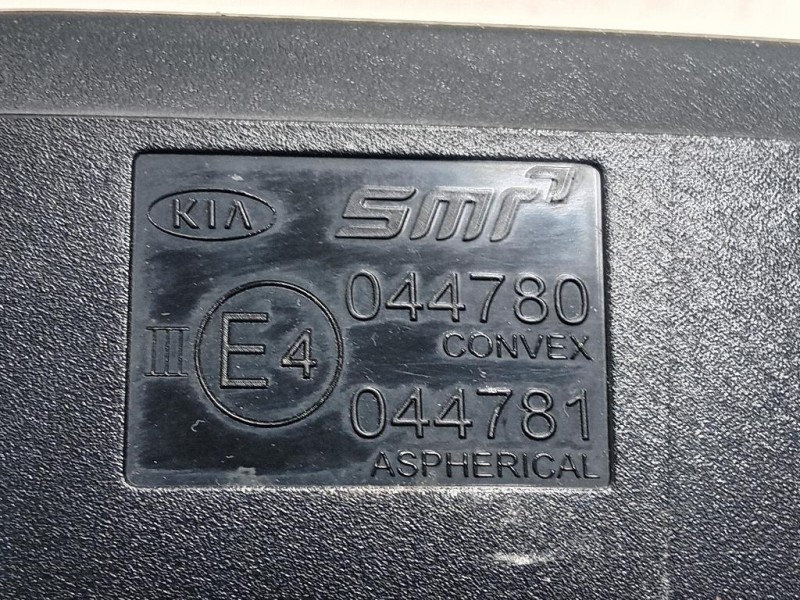 KIA SMR
044780
CONVEX
III E4
044781
ASPHERICAL